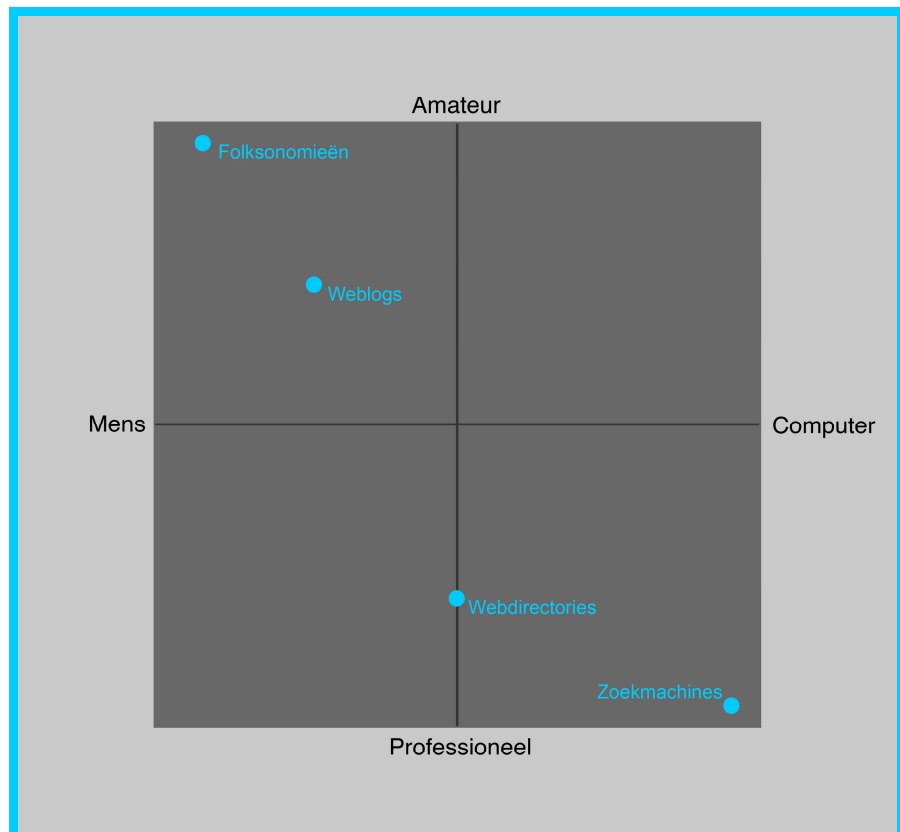 Amateur
Folksonomieën
Weblogs
Mens
Computer
Webdirectories
Zoekmachines
Professioneel